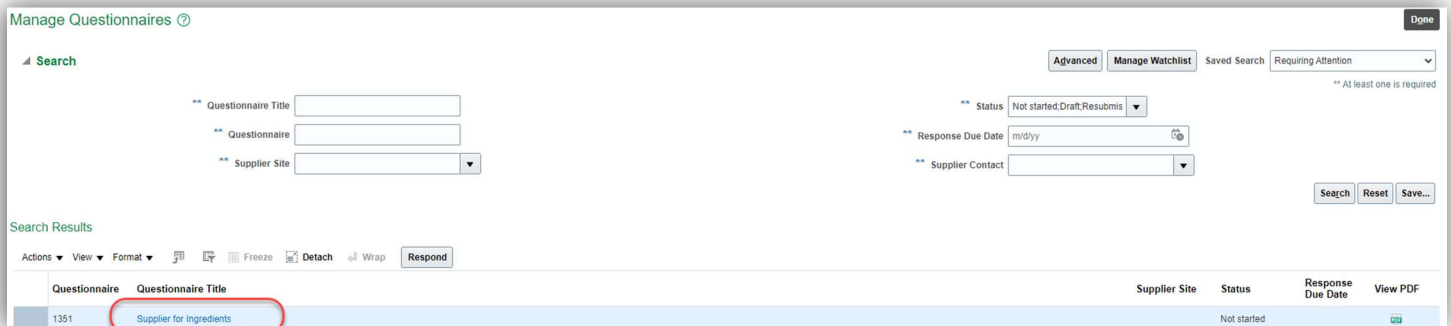 Manage Questionnaires
Done
Search
Advanced Manage Watchlist Saved Search Requiring Attention
** At least one is required
** Questionnaire Title
** Status Not started;Draft;Resubmis
** Questionnaire
** Response Due Date m/d/yy
** Supplier Site
** Supplier Contact
Search Reset Save...
Search Results
Actions View Format Freeze Detach Wrap Respond
Questionnaire Questionnaire Title Supplier Site Status Response Due Date View PDF
1351 Supplier for Ingredients Not started